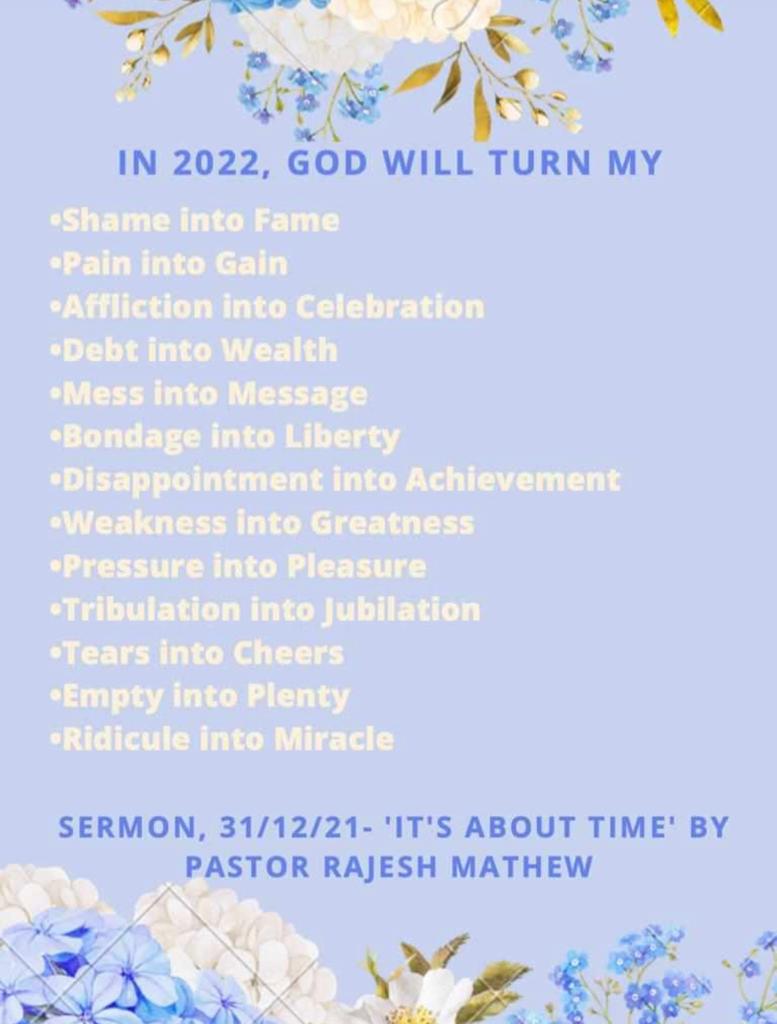 IN 2022, GOD WILL TURN MY
•Shame into Fame
•Pain into Gain
•Affliction into Celebration
•Debt into Wealth
•Mess into Message
•Bondage into Liberty
•Disappointment into Achievement
•Weakness into Greatness
•Pressure into Pleasure
•Tribulation into Jubilation
•Tears into Cheers
•Empty into Plenty
•Ridicule into Miracle
SERMON, 31/12/21- 'IT'S ABOUT TIME' BY
PASTOR RAJESH MATHEW